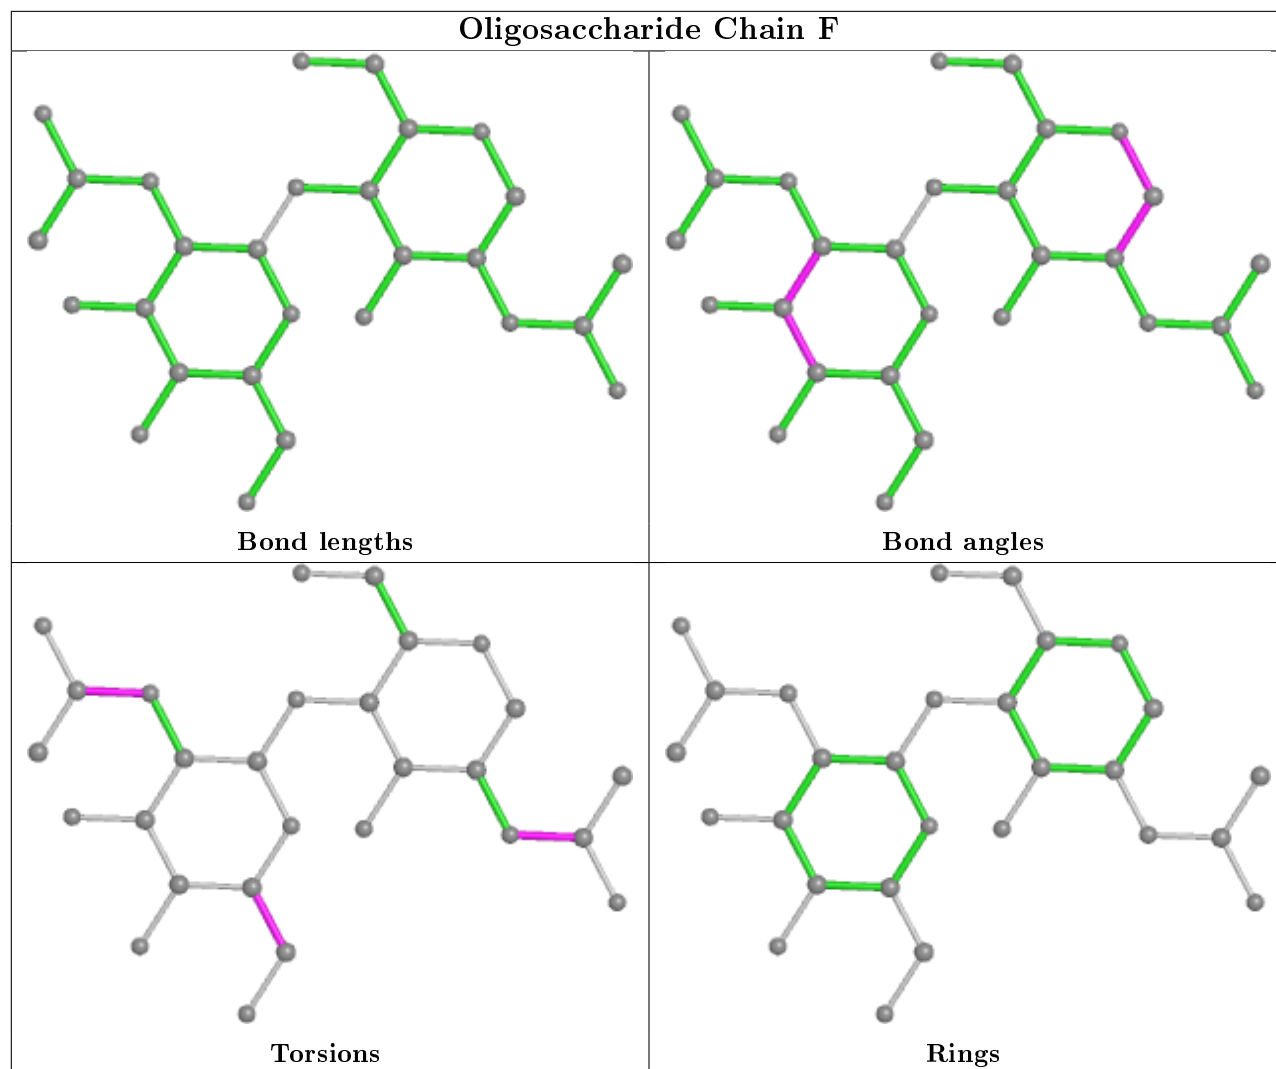 Oligosaccharide Chain F
Bond lengths
Bond angles
Torsions
Rings